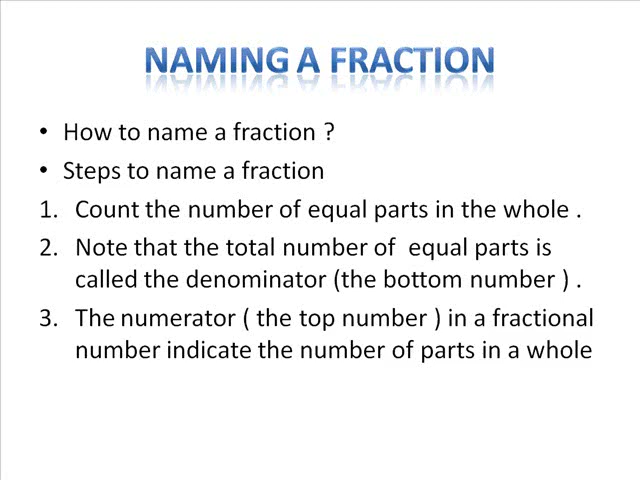 NAMING A FRACTION
• How to name a fraction ?
• Steps to name a fraction
1. Count the number of equal parts in the whole .
2. Note that the total number of  equal parts is
called the denominator (the bottom number ) .
3. The numerator ( the top number ) in a fractional
number indicate the number of parts in a whole